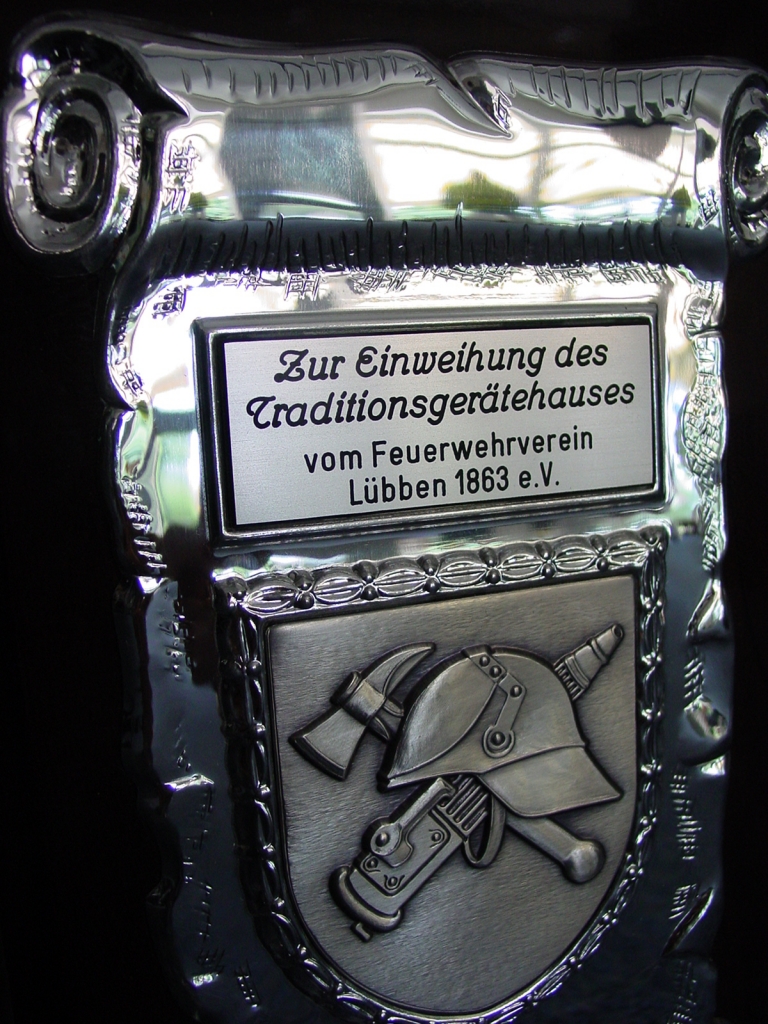 Zur Einweihung des
Traditionsgerätehauses
vom Feuerwehrverein
Lübben 1863 e.V.